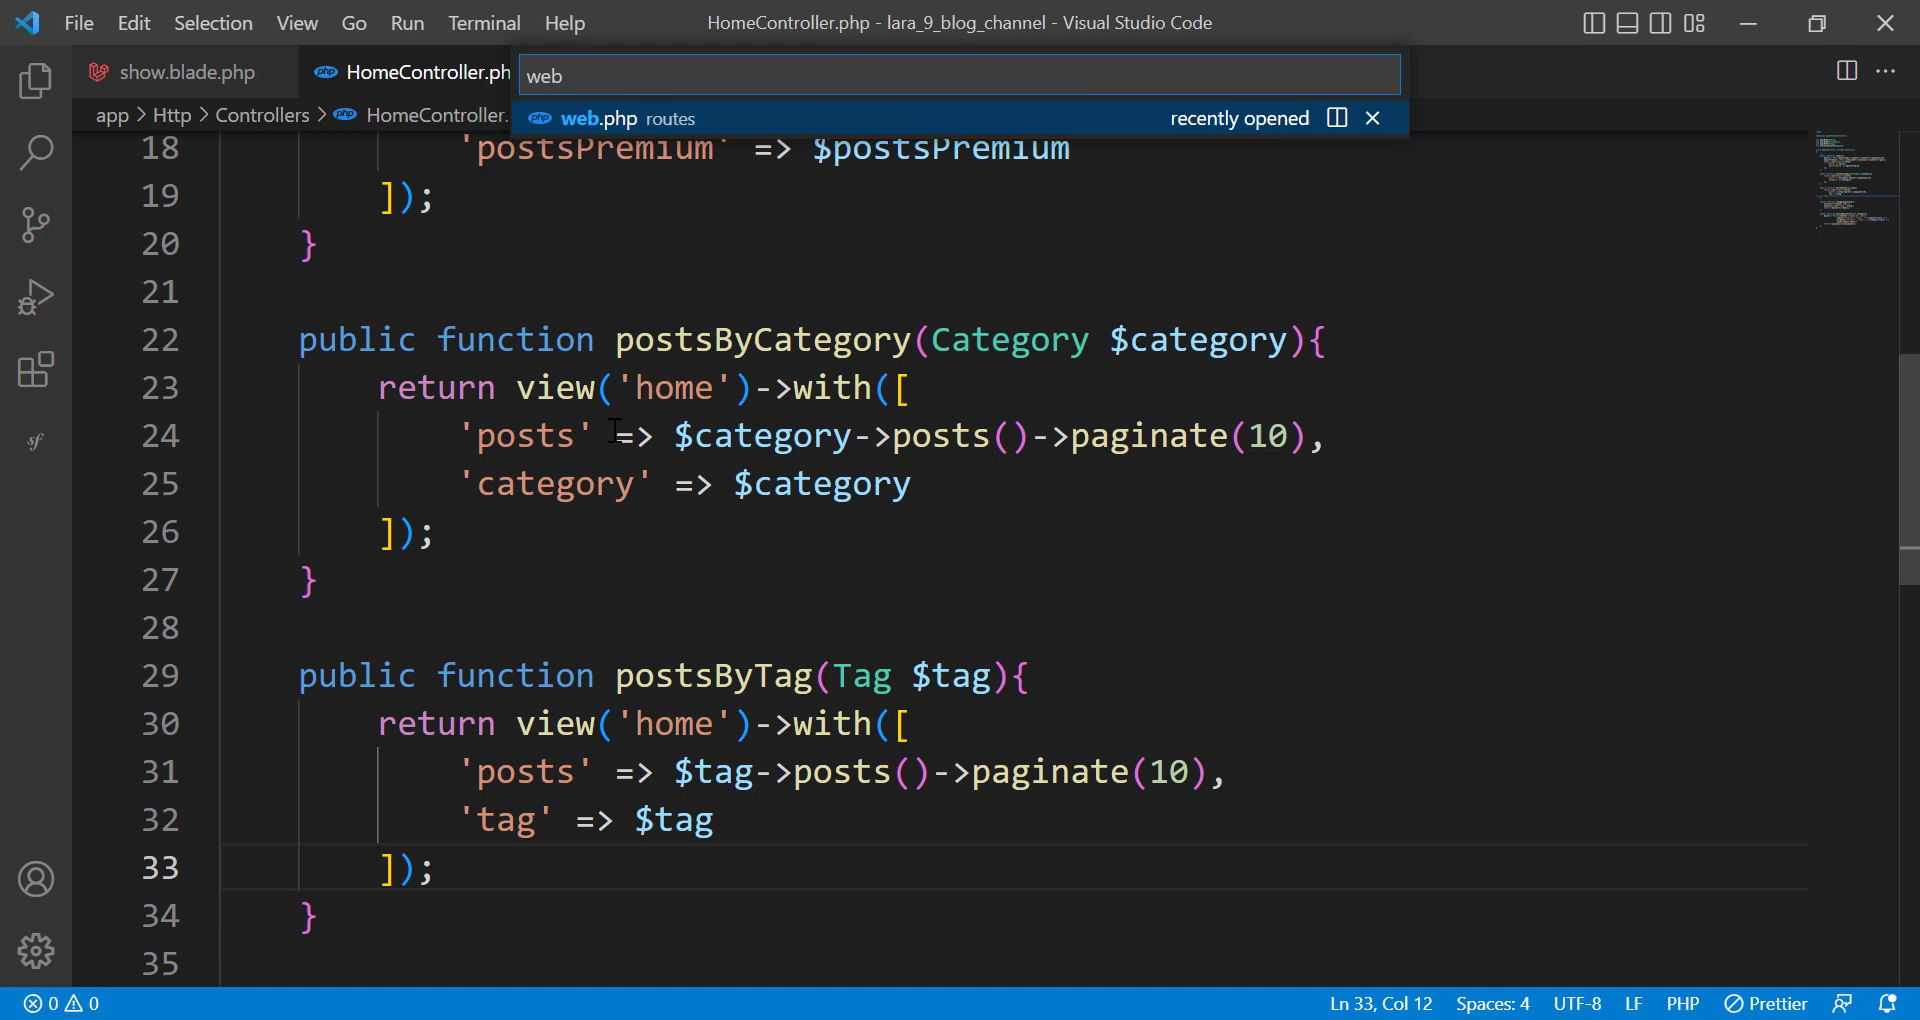 File Edit Selection View Go Run Terminal Help HomeController.php - lara_9_blog_channel - Visual Studio Code
show.blade.php HomeController.ph
web
app > Http > Controllers > php HomeController.
php web.php routes recently opened
18 'postsPremium' => $postsPremium
19 ]);
20 }
21
22 public function postsByCategory(Category $category){
23 return view('home')->with([
24 'posts' => $category->posts()->paginate(10),
25 'category' => $category
26 ]);
27 }
28
29 public function postsByTag(Tag $tag){
30 return view('home')->with([
31 'posts' => $tag->posts()->paginate(10),
32 'tag' => $tag
33 ]);
34 }
35
0 0 Ln 33, Col 12 Spaces: 4 UTF-8 LF PHP Prettier